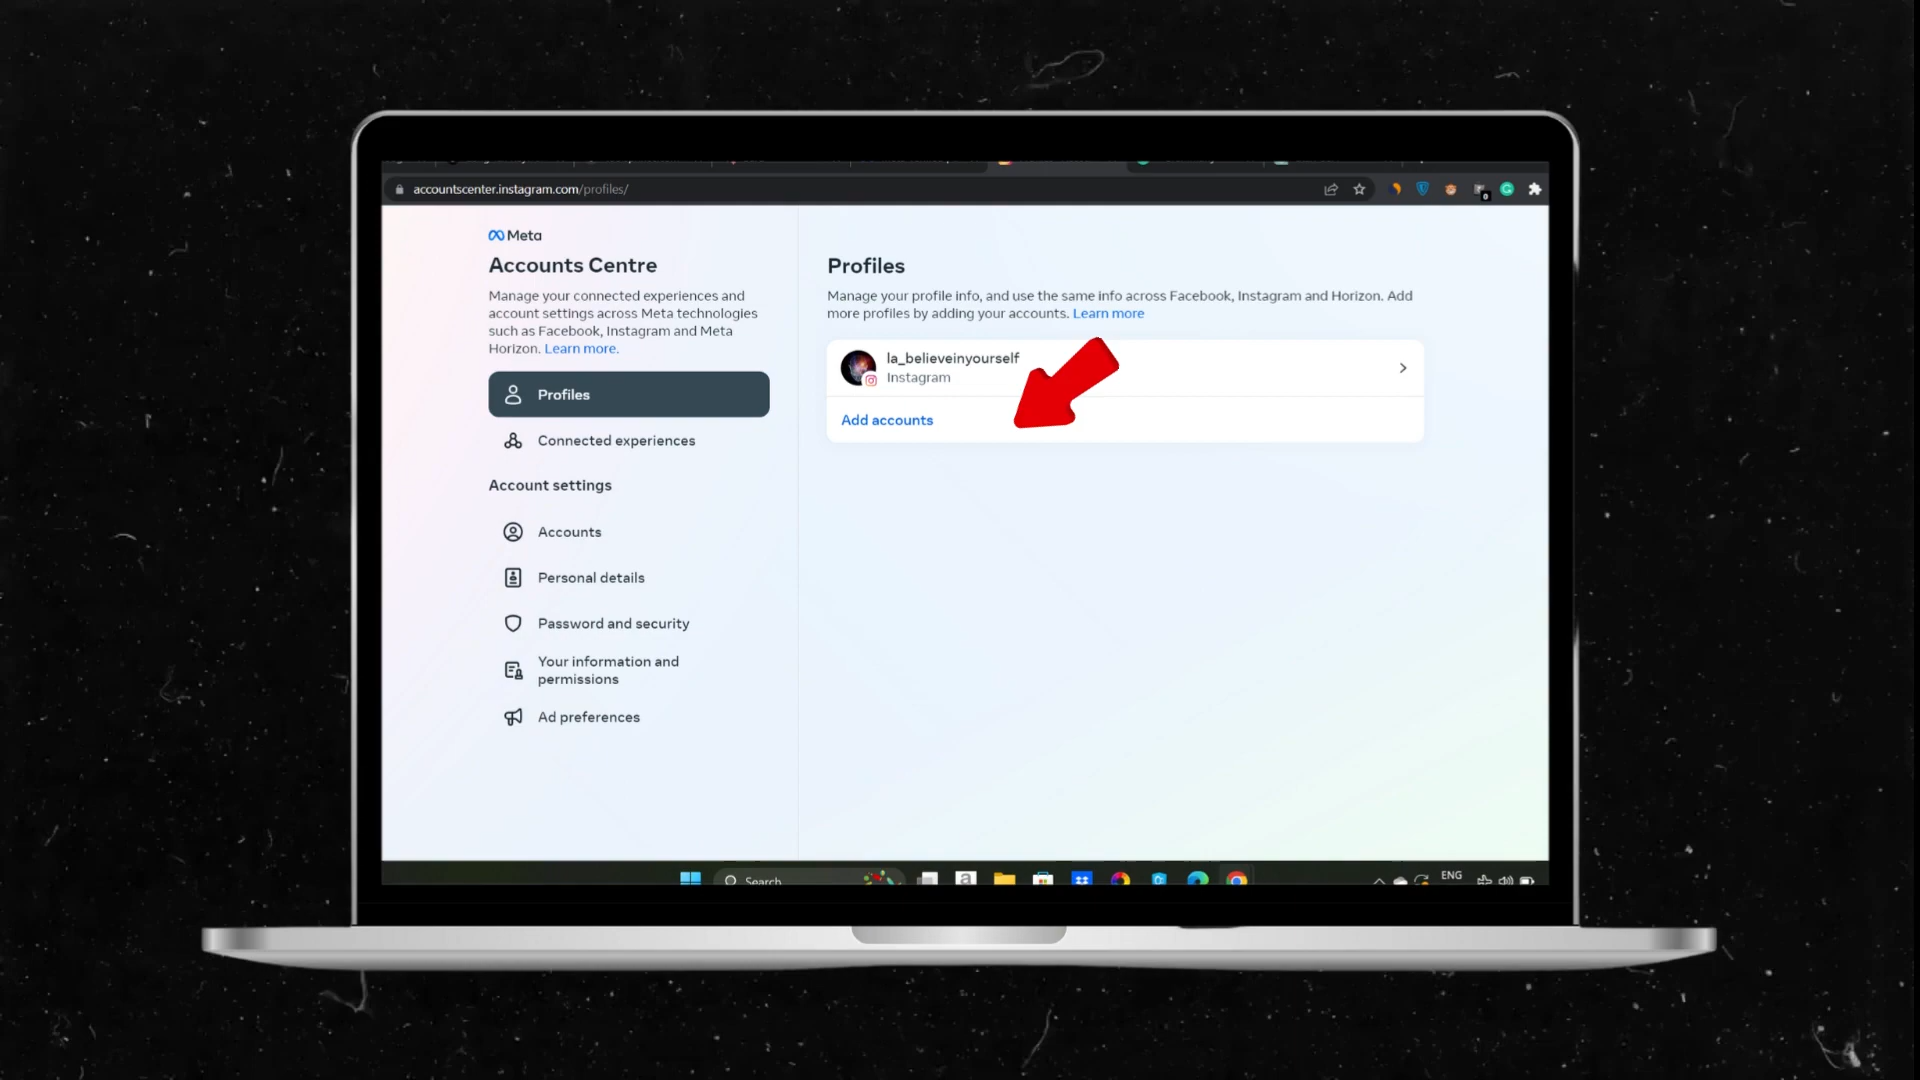 accountscenter.instagram.com/profiles/
Meta
Accounts Centre
Manage your connected experiences and
account settings across Meta technologies
such as Facebook, Instagram and Meta
Horizon. Learn more.
Profiles
Connected experiences
Account settings
Accounts
Personal details
Password and security
Your information and
permissions
Ad preferences
Profiles
Manage your profile info, and use the same info across Facebook, Instagram and Horizon. Add
more profiles by adding your accounts. Learn more
la_believeinyourself
Instagram
Add accounts
Search
ENG